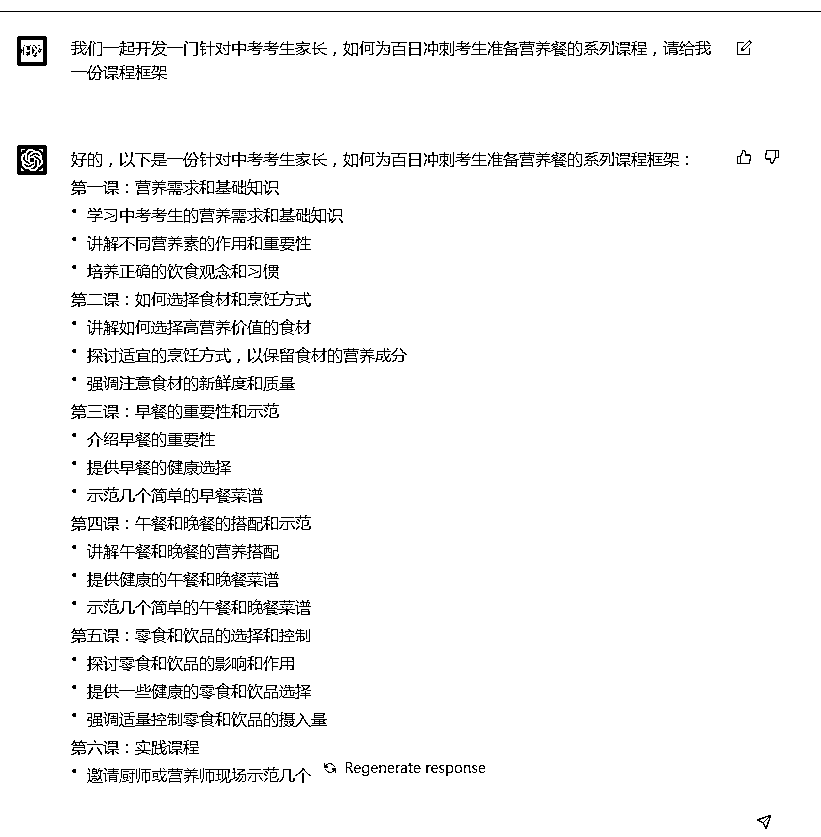 我们一起开发一门针对中考考生家长，如何为百日冲刺考生准备营养餐的系列课程，请给我
一份课程框架
好的，以下是一份针对中考考生家长，如何为百日冲刺考生准备营养餐的系列课程框架：
第一课：营养需求和基础知识
• 学习中考考生的营养需求和基础知识
• 讲解不同营养素的作用和重要性
• 培养正确的饮食观念和习惯
第二课：如何选择食材和烹饪方式
• 讲解如何选择高营养价值的食材
• 探讨适宜的烹饪方式，以保留食材的营养成分
• 强调注意食材的新鲜度和质量
第三课：早餐的重要性和示范
• 介绍早餐的重要性
• 提供早餐的健康选择
• 示范几个简单的早餐菜谱
第四课：午餐和晚餐的搭配和示范
• 讲解午餐和晚餐的营养搭配
• 提供健康的午餐和晚餐菜谱
• 示范几个简单的午餐和晚餐菜谱
第五课：零食和饮品的选择和控制
• 探讨零食和饮品的影响和作用
• 提供一些健康的零食和饮品选择
• 强调适量控制零食和饮品的摄入量
第六课：实践课程
• 邀请厨师或营养师现场示范几个
Regenerate response